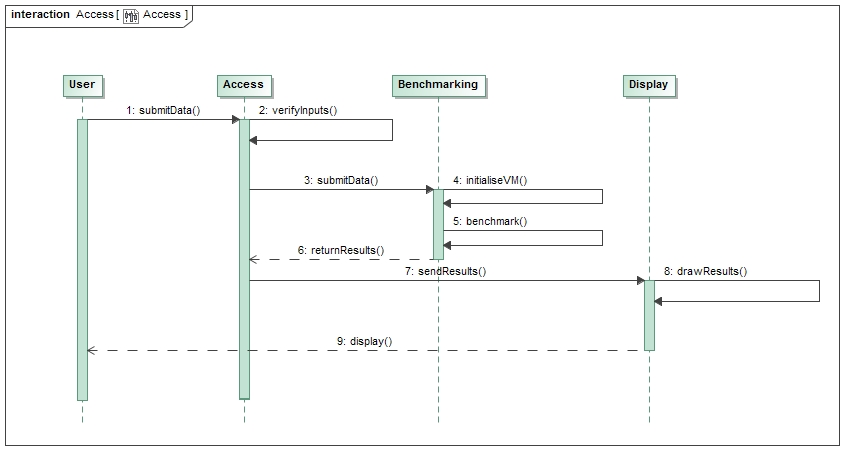 interaction Access[ Access ]
User
Access
Benchmarking
Display
1: submitData()
2: verifyInputs()
3: submitData()
4: initialiseVM()
5: benchmark()
6: returnResults()
7: sendResults()
8: drawResults()
9: display()